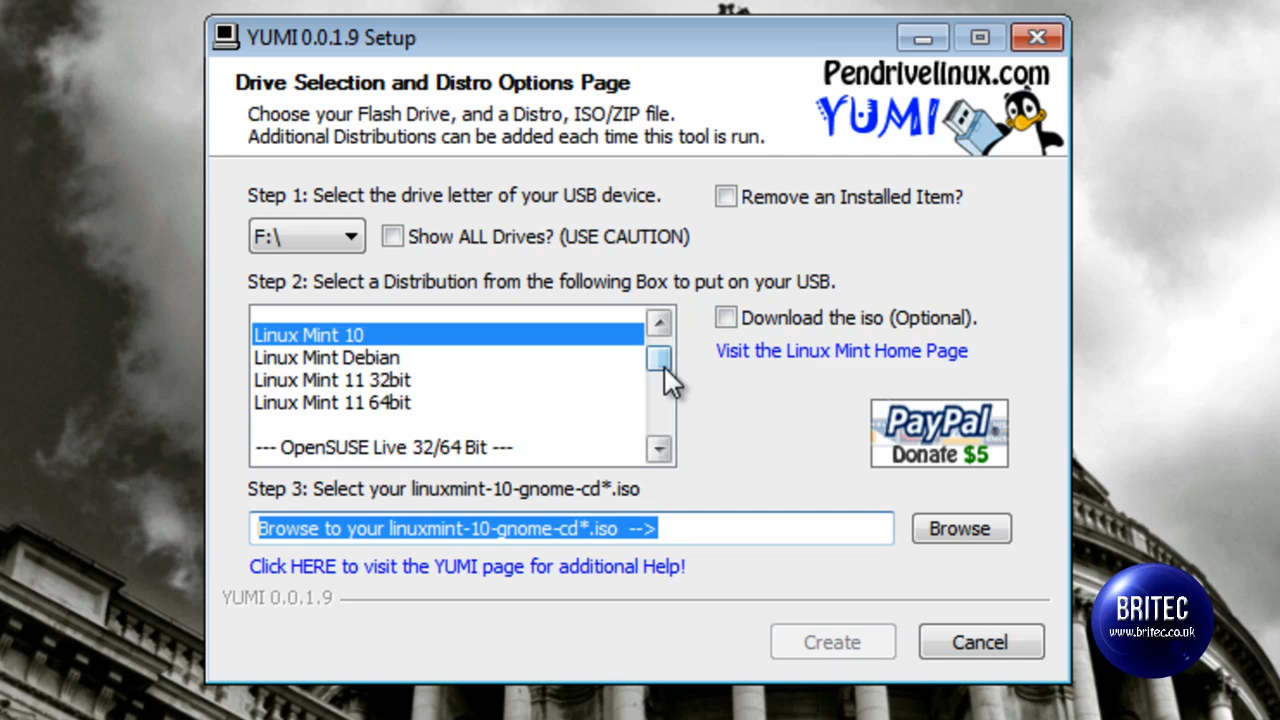 YUMI 0.0.1.9 Setup
Drive Selection and Distro Options Page
Choose your Flash Drive, and a Distro, ISO/ZIP file.
Additional Distributions can be added each time this tool is run.
Pendrivelinux.com
YUMI
Step 1: Select the drive letter of your USB device.
Remove an Installed Item?
F:\
Show ALL Drives? (USE CAUTION)
Step 2: Select a Distribution from the following Box to put on your USB.
Linux Mint 10
Linux Mint Debian
Linux Mint 11 32bit
Linux Mint 11 64bit
--- OpenSUSE Live 32/64 Bit ---
Download the iso (Optional).
Visit the Linux Mint Home Page
PayPal
Donate $5
Step 3: Select your linuxmint-10-gnome-cd*.iso
Browse to your linuxmint-10-gnome-cd*.iso -->
Browse
Click HERE to visit the YUMI page for additional Help!
YUMI 0.0.1.9
Create
Cancel
BRITEC
www.britec.co.uk